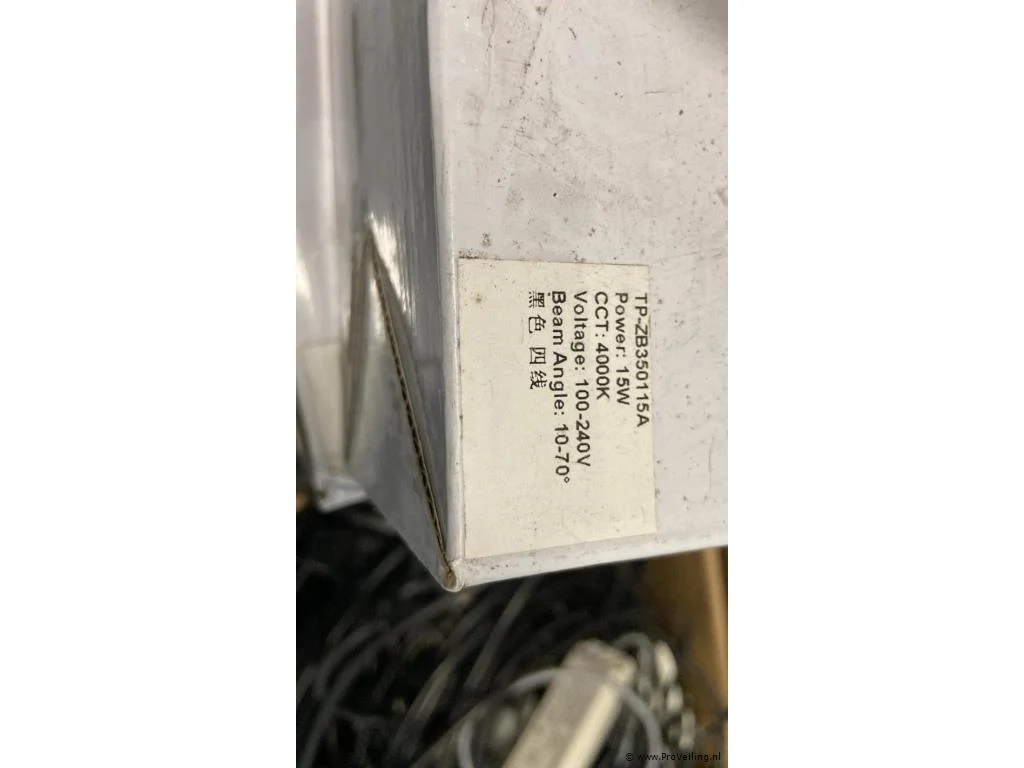 TP-ZB350115A
Power: 15W
CCT: 4000K
Voltage: 100-240V
Beam Angle: 10-70°
黑色 四线
© www.ProVeiling.nl